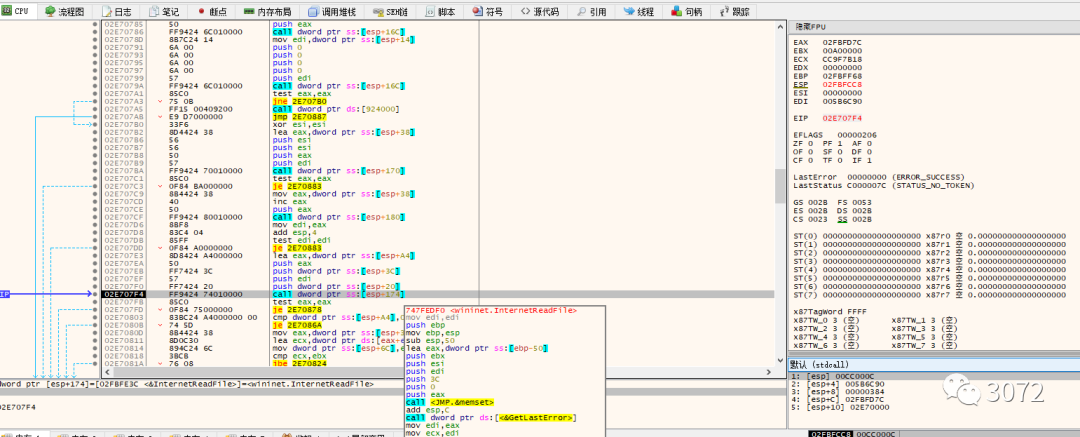 CPU 流程图 日志 笔记 断点 内存布局 调用堆栈 SEH链 脚本 符号 源代码 引用 线程 句柄 跟踪
02E70785 50 push eax
02E70786 FF9424 6C010000 call dword ptr ss:[esp+16C]
02E7078D 8B7C24 14 mov edi,dword ptr ss:[esp+14]
02E70791 6A 00 push 0
02E70793 6A 00 push 0
02E70795 6A 00 push 0
02E70797 6A 00 push 0
02E70799 57 push edi
02E7079A FF9424 6C010000 call dword ptr ss:[esp+16C]
02E707A1 85C0 test eax,eax
02E707A3 75 0B jne 2E707B0
02E707A5 FF15 00409200 call dword ptr ds:[924000]
02E707AB E9 D7000000 jmp 2E70887
02E707B0 33F6 xor esi,esi
02E707B2 8D4424 38 lea eax,dword ptr ss:[esp+38]
02E707B6 56 push esi
02E707B7 56 push esi
02E707B8 50 push eax
02E707B9 57 push edi
02E707BA FF9424 70010000 call dword ptr ss:[esp+170]
02E707C1 85C0 test eax,eax
02E707C3 0F84 BA000000 je 2E70883
02E707C9 8B4424 38 mov eax,dword ptr ss:[esp+38]
02E707CD 40 inc eax
02E707CE 50 push eax
02E707CF FF9424 80010000 call dword ptr ss:[esp+180]
02E707D6 8BF8 mov edi,eax
02E707D8 83C4 04 add esp,4
02E707DB 85FF test edi,edi
02E707DD 0F84 A0000000 je 2E70883
02E707E3 8D8424 A4000000 lea eax,dword ptr ss:[esp+A4]
02E707EA 50 push eax
02E707EB FF7424 3C push dword ptr ss:[esp+3C]
02E707EF 57 push edi
02E707F0 FF7424 20 push dword ptr ss:[esp+20]
02E707F4 FF9424 74010000 call dword ptr ss:[esp+174]
02E707FB 85C0 test eax,eax
02E707FD 0F84 75000000 je 2E70878
02E70803 83BC24 A4000000 00 cmp dword ptr ss:[esp+A4],
02E7080B 74 5D je 2E7086A
02E7080D 8B4424 38 mov eax,dword ptr ss:[esp+3
02E70811 8D0C30 lea ecx,dword ptr ds:[eax+
02E70814 894C24 6C mov dword ptr ss:[esp+6C],e
02E70818 3BCB cmp ecx,ebx
02E7081A 76 08 jbe 2E70824
747FEDF0 <wininet.InternetReadFile>
mov edi,edi
push ebp
mov ebp,esp
sub esp,50
lea eax,dword ptr ss:[ebp-50]
push ebx
push esi
push edi
push 3C
push 0
push eax
call <JMP.&memset>
add esp,C
call dword ptr ds:[<&GetLastError>]
mov edi,eax
mov ecx,edi
dword ptr [esp+174]=[02FBFE3C <&InternetReadFile>]=<wininet.InternetReadFile>
02E707F4
隐藏FPU
EAX 02FBFD7C
EBX 00A00000
ECX CC9F7B18
EDX 00000000
EBP 02FBFF68
ESP 02FBFCC8
ESI 00000000
EDI 005B6C90
EIP 02E707F4
EFLAGS 00000206
ZF 0 PF 1 AF 0
OF 0 SF 0 DF 0
CF 0 TF 0 IF 1
LastError 00000000 (ERROR_SUCCESS)
LastStatus C000007C (STATUS_NO_TOKEN)
GS 002B FS 0053
ES 002B DS 002B
CS 0023 SS 002B
ST(0) 00000000000000000000 x87r0 空 0.000000000000000000
ST(1) 00000000000000000000 x87r1 空 0.000000000000000000
ST(2) 00000000000000000000 x87r2 空 0.000000000000000000
ST(3) 00000000000000000000 x87r3 空 0.000000000000000000
ST(4) 00000000000000000000 x87r4 空 0.000000000000000000
ST(5) 00000000000000000000 x87r5 空 0.000000000000000000
ST(6) 00000000000000000000 x87r6 空 0.000000000000000000
ST(7) 00000000000000000000 x87r7 空 0.000000000000000000
x87TagWord FFFF
x87TW_0 3 (空) x87TW_1 3 (空)
x87TW_2 3 (空) x87TW_3 3 (空)
x87TW_4 3 (空) x87TW_5 3 (空)
x87TW_6 3 (空) x87TW_7 3 (空)
默认 (stdcall)
1: [esp] 00CC000C
2: [esp+4] 005B6C90
3: [esp+8] 00000384
4: [esp+C] 02FBFD7C
5: [esp+10] 02E70000
3072
02FBFCC8 00CC000C